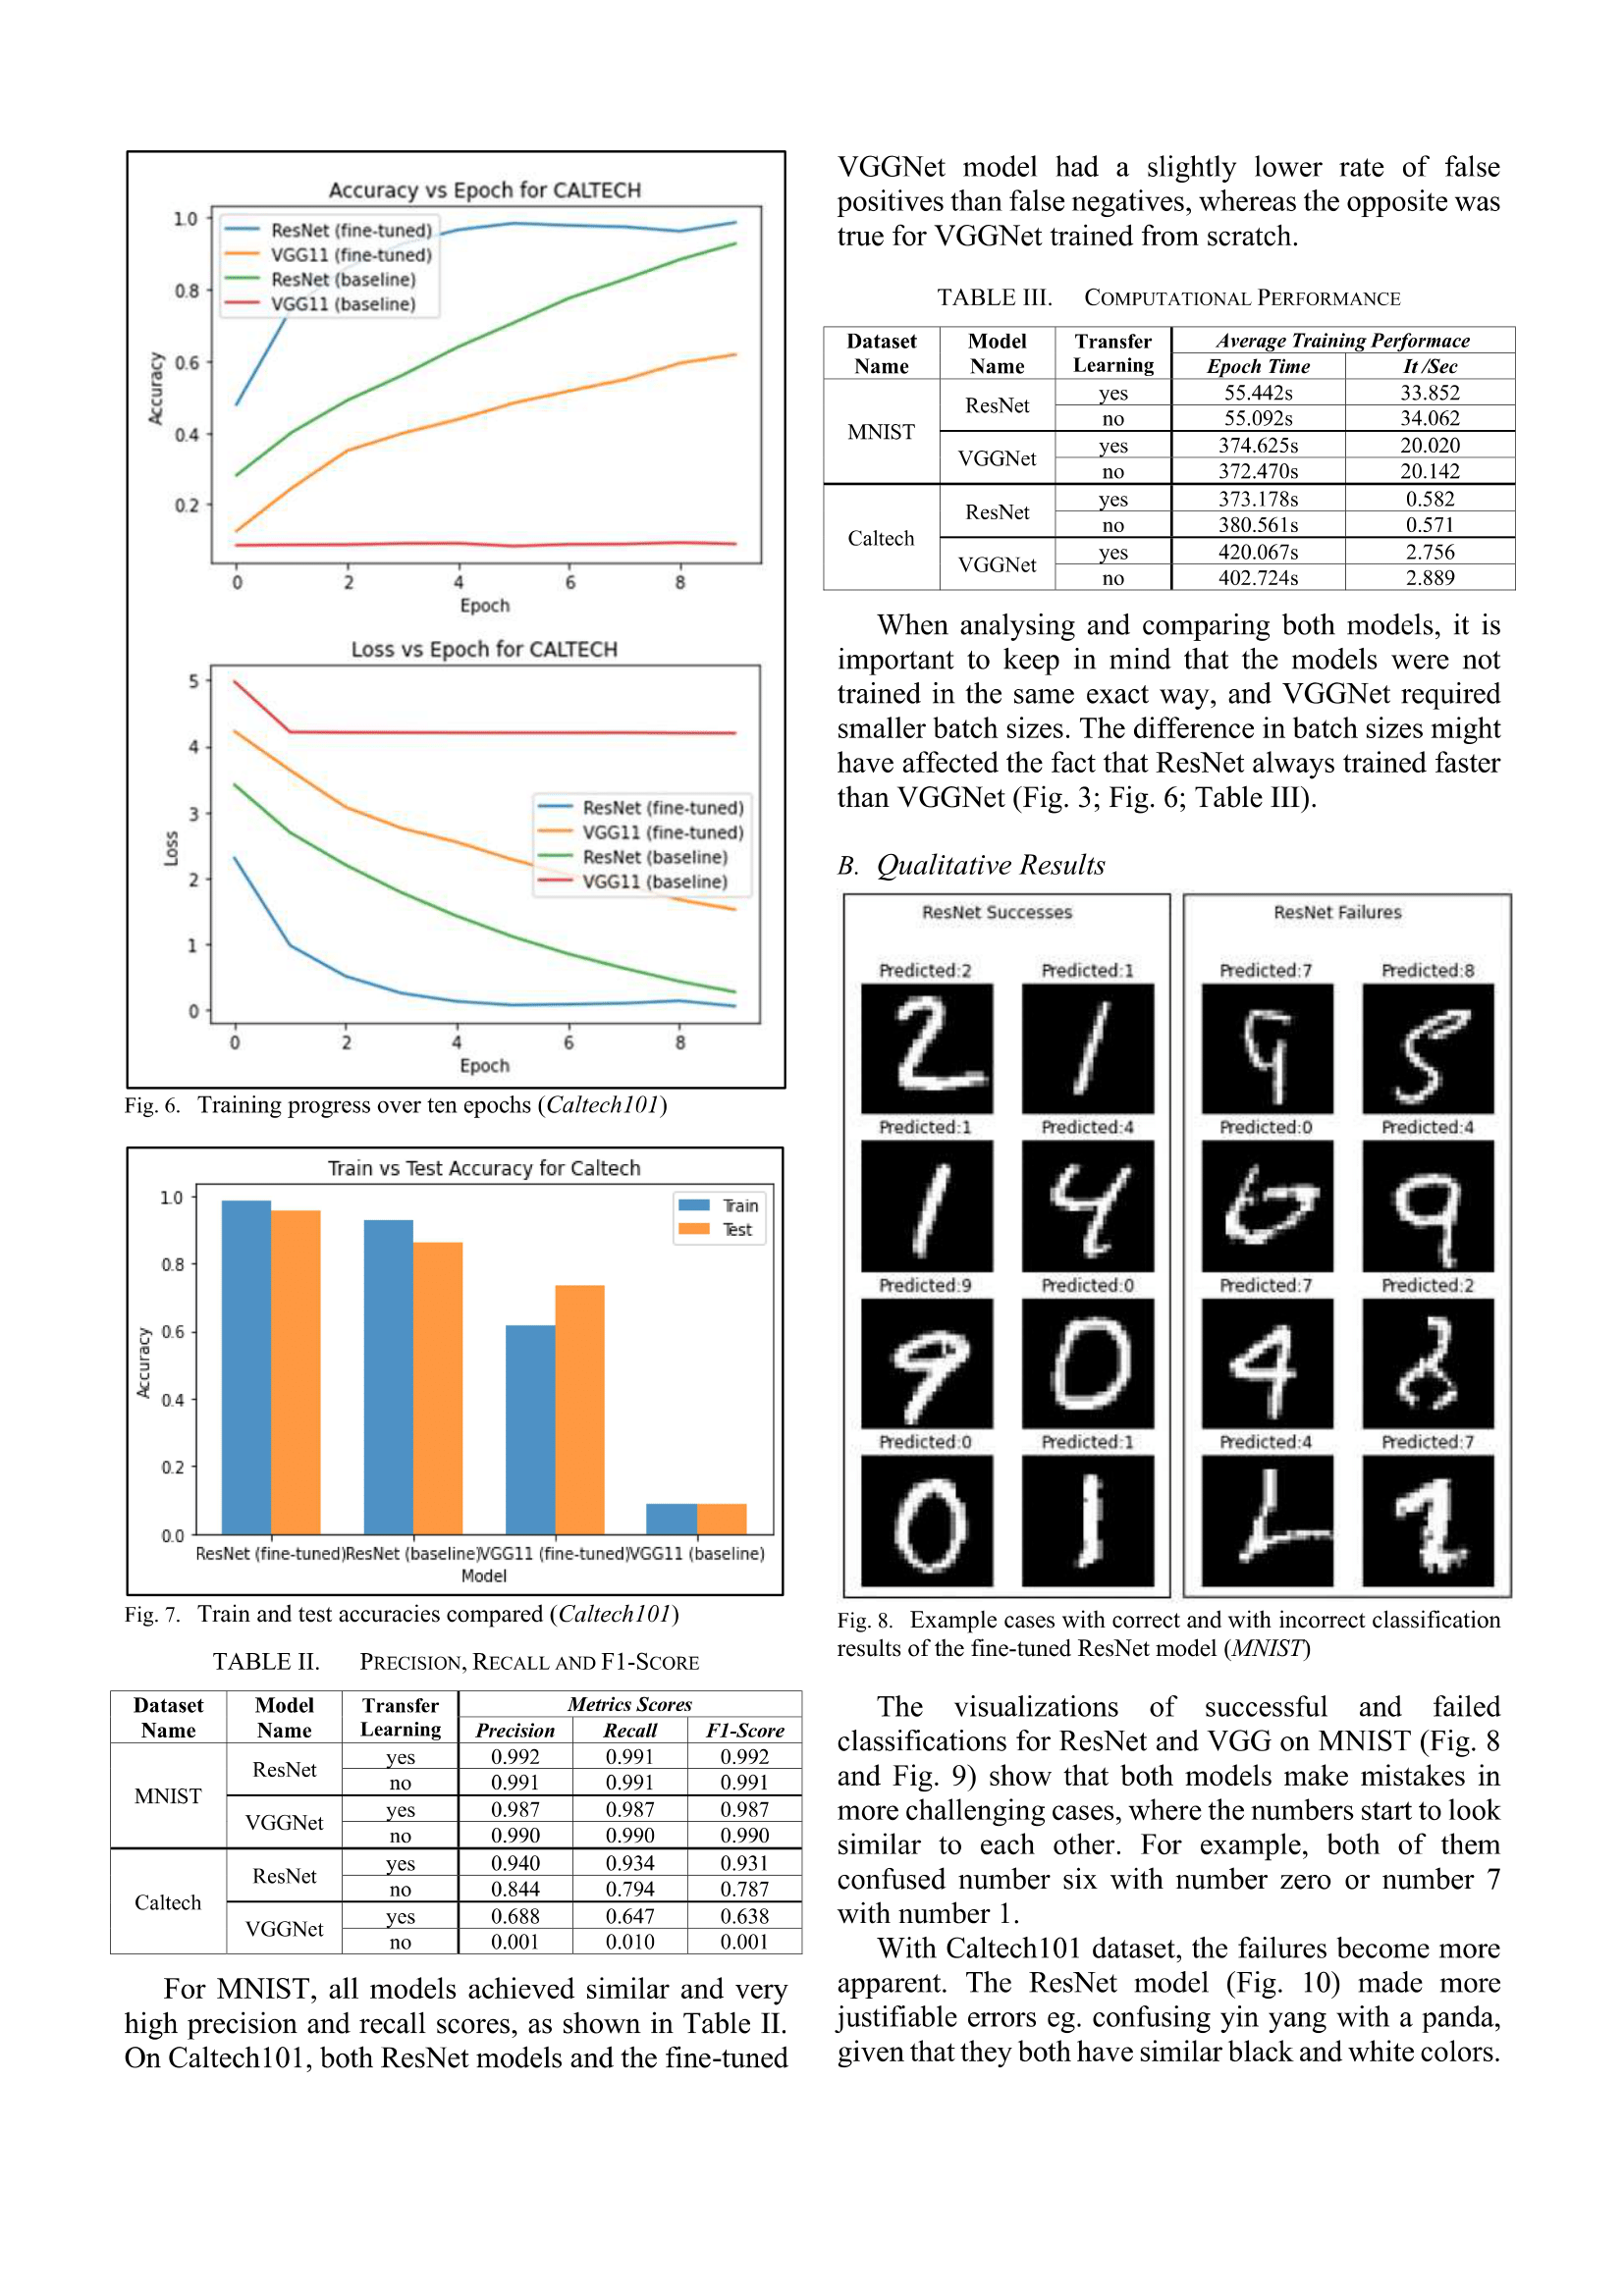 Accuracy vs Epoch for CALTECH
ResNet (fine-tuned)
VGG11 (fine-tuned)
ResNet (baseline)
VGG11 (baseline)
1.0
0.8
0.6
0.4
0.2
Accuracy
0 2 4 6 8
Epoch
Loss vs Epoch for CALTECH
5
4
3
2
1
0
Loss
ResNet (fine-tuned)
VGG11 (fine-tuned)
ResNet (baseline)
VGG11 (baseline)
0 2 4 6 8
Epoch
Fig. 6. Training progress over ten epochs (Caltech101)
Train vs Test Accuracy for Caltech
Train
Test
1.0
0.8
0.6
0.4
0.2
0.0
Accuracy
ResNet (fine-tuned)ResNet (baseline)VGG11 (fine-tuned)VGG11 (baseline)
Model
Fig. 7. Train and test accuracies compared (Caltech101)
TABLE II. PRECISION, RECALL AND F1-SCORE
Dataset Name Model Name Transfer Learning Metrics Scores
Precision Recall F1-Score
MNIST ResNet yes 0.992 0.991 0.992
no 0.991 0.991 0.991
VGGNet yes 0.987 0.987 0.987
no 0.990 0.990 0.990
Caltech ResNet yes 0.940 0.934 0.931
no 0.844 0.794 0.787
VGGNet yes 0.688 0.647 0.638
no 0.001 0.010 0.001
For MNIST, all models achieved similar and very
high precision and recall scores, as shown in Table II.
On Caltech101, both ResNet models and the fine-tuned
VGGNet model had a slightly lower rate of false
positives than false negatives, whereas the opposite was
true for VGGNet trained from scratch.
TABLE III. COMPUTATIONAL PERFORMANCE
Dataset Name Model Name Transfer Learning Average Training Performace
Epoch Time It /Sec
MNIST ResNet yes 55.442s 33.852
no 55.092s 34.062
VGGNet yes 374.625s 20.020
no 372.470s 20.142
Caltech ResNet yes 373.178s 0.582
no 380.561s 0.571
VGGNet yes 420.067s 2.756
no 402.724s 2.889
When analysing and comparing both models, it is
important to keep in mind that the models were not
trained in the same exact way, and VGGNet required
smaller batch sizes. The difference in batch sizes might
have affected the fact that ResNet always trained faster
than VGGNet (Fig. 3; Fig. 6; Table III).
B. Qualitative Results
ResNet Successes
Predicted:2 Predicted:1
2 1
Predicted:1 Predicted:4
1 4
Predicted:9 Predicted:0
9 0
Predicted:0 Predicted:1
0 1
ResNet Failures
Predicted:7 Predicted:8
9 5
Predicted:0 Predicted:4
6 9
Predicted:7 Predicted:2
4 8
Predicted:4 Predicted:7
2
Fig. 8. Example cases with correct and with incorrect classification
results of the fine-tuned ResNet model (MNIST)
The visualizations of successful and failed
classifications for ResNet and VGG on MNIST (Fig. 8
and Fig. 9) show that both models make mistakes in
more challenging cases, where the numbers start to look
similar to each other. For example, both of them
confused number six with number zero or number 7
with number 1.
With Caltech101 dataset, the failures become more
apparent. The ResNet model (Fig. 10) made more
justifiable errors eg. confusing yin yang with a panda,
given that they both have similar black and white colors.